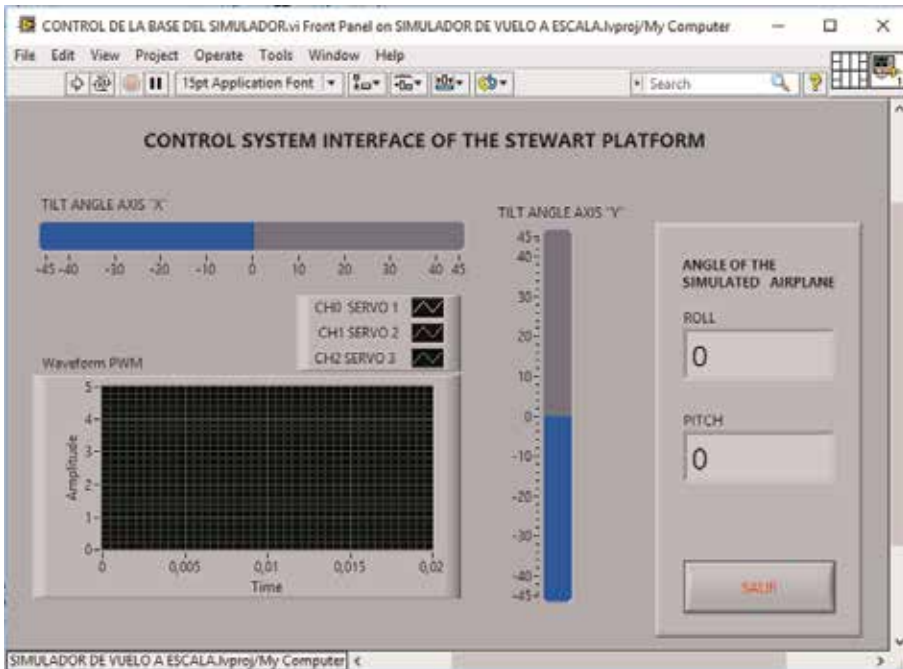 CONTROL DE LA BASE DEL SIMULADOR.vi Front Panel on SIMULADOR DE VUELO A ESCALA.lvproj/My Computer
File Edit View Project Operate Tools Window Help
15pt Application Font
Search
CONTROL SYSTEM INTERFACE OF THE STEWART PLATFORM
TILT ANGLE AXIS "X"
-45 -40 -30 -20 -10 0 10 20 30 40 45
CH0 SERVO 1
CH1 SERVO 2
CH2 SERVO 3
Waveform PWM
Amplitude
5
4
3
2
1
0
0 0,005 0,01 0,015 0,02
Time
TILT ANGLE AXIS "Y"
45
40
30
20
10
0
-10
-20
-30
-40
-45
ANGLE OF THE
SIMULATED AIRPLANE
ROLL
0
PITCH
0
SALIR
SIMULADOR DE VUELO A ESCALA.lvproj/My Computer